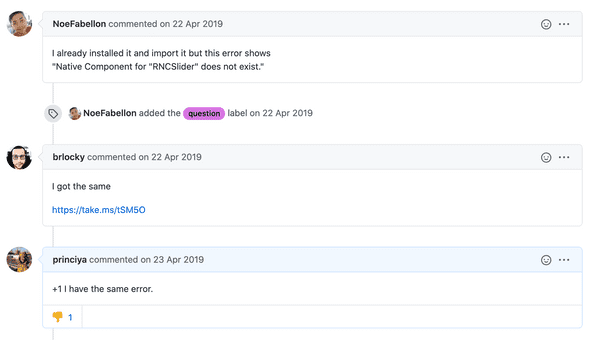 NoeFabellon commented on 22 Apr 2019
I already installed it and import it but this error shows
"Native Component for "RNCSlider" does not exist."
NoeFabellon added the question label on 22 Apr 2019
brlocky commented on 22 Apr 2019
I got the same
https://take.ms/tSM5O
princiya commented on 23 Apr 2019
+1 I have the same error.
1